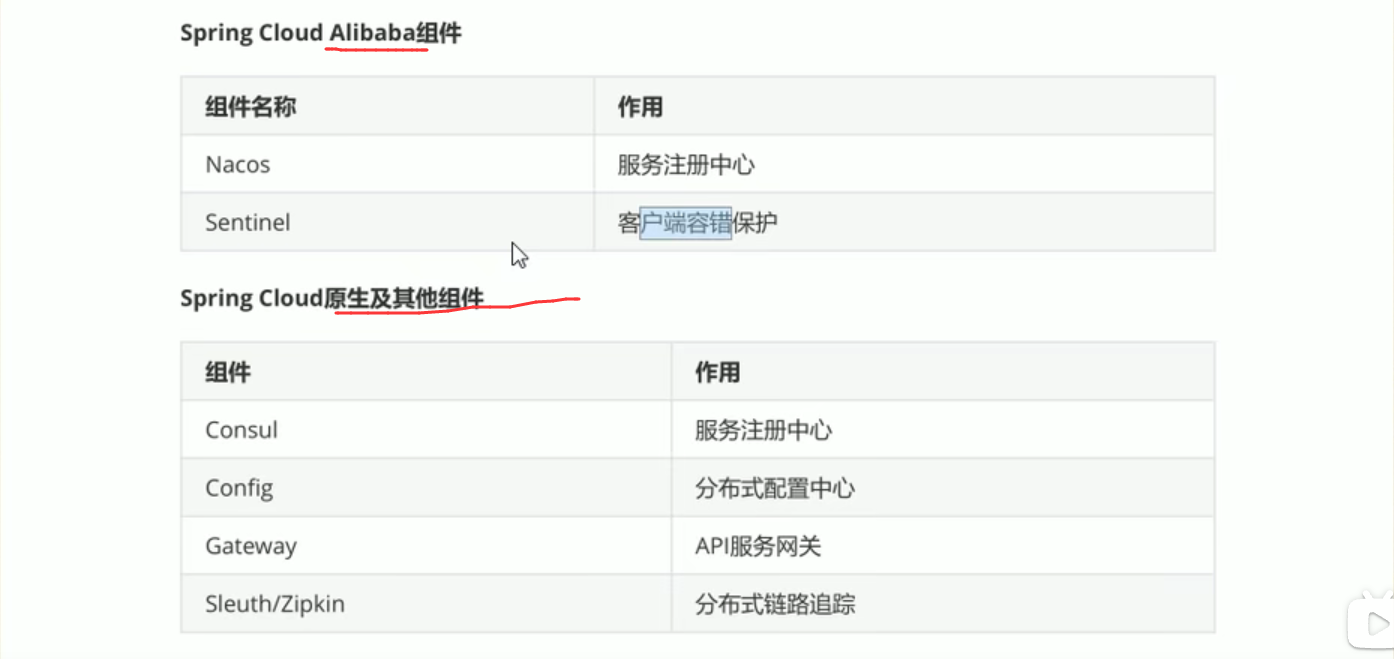 Spring Cloud Alibaba组件
组件名称 作用
Nacos 服务注册中心
Sentinel 客户端容错保护
Spring Cloud原生及其他组件
组件 作用
Consul 服务注册中心
Config 分布式配置中心
Gateway API服务网关
Sleuth/Zipkin 分布式链路追踪